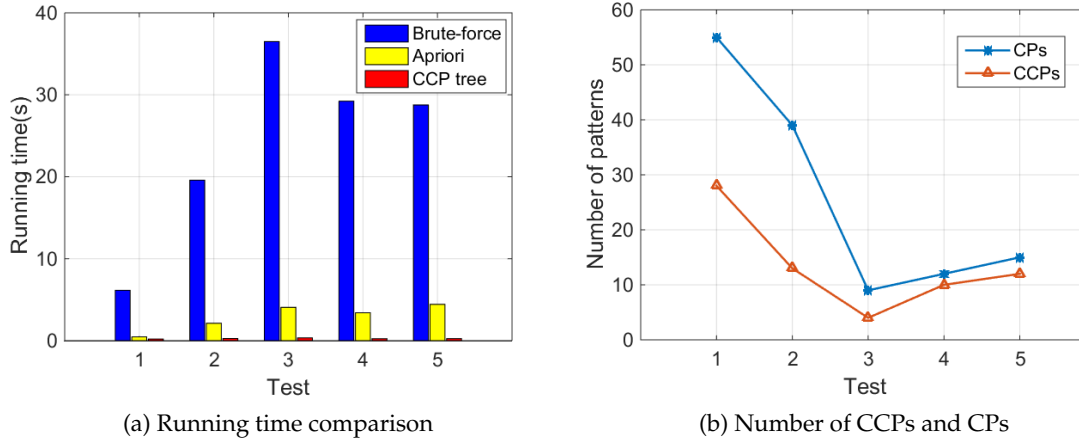 40
30
20
10
0
Running time(s)
Brute-force
Apriori
CCP tree
1 2 3 4 5
Test
(a) Running time comparison
60
50
40
30
20
10
0
Number of patterns
CPs
CCPs
1 2 3 4 5
Test
(b) Number of CCPs and CPs